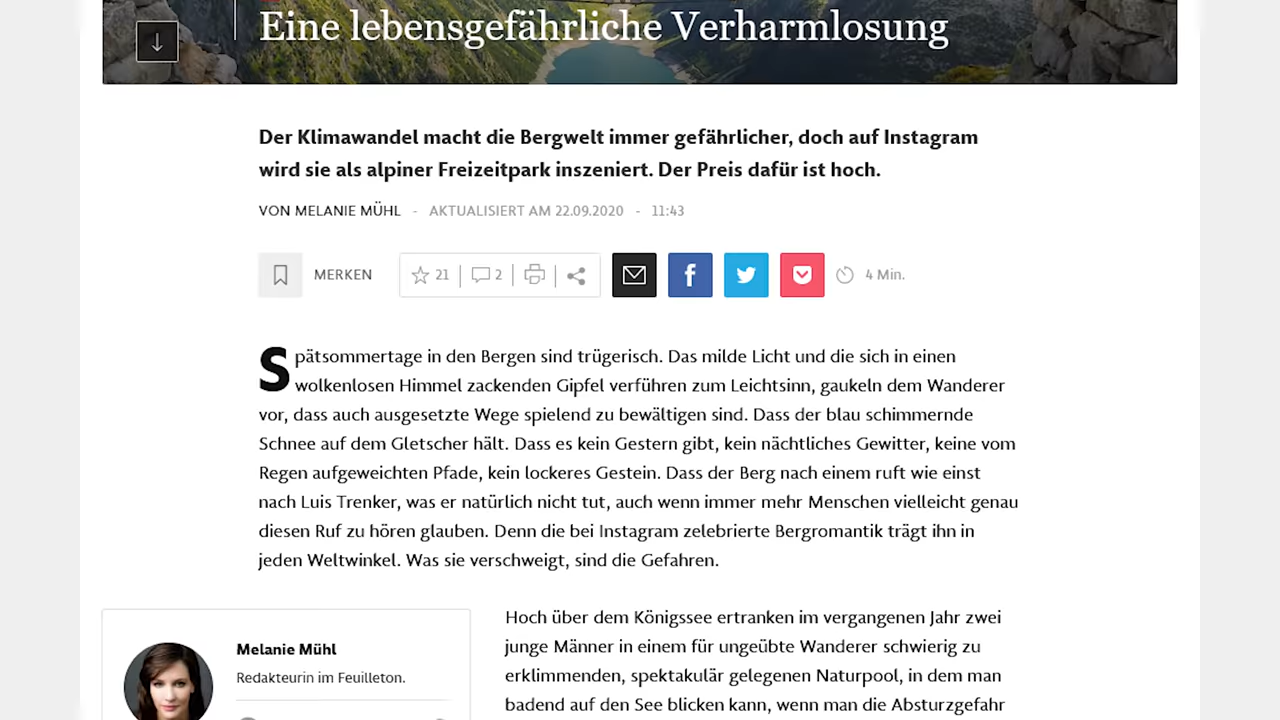 Eine lebensgefährliche Verharmlosung
Der Klimawandel macht die Bergwelt immer gefährlicher, doch auf Instagram
wird sie als alpiner Freizeitpark inszeniert. Der Preis dafür ist hoch.
VON MELANIE MÜHL - AKTUALISIERT AM 22.09.2020 - 11:43
MERKEN 21 2 4 Min.
Spätsommertage in den Bergen sind trügerisch. Das milde Licht und die sich in einen
wolkenlosen Himmel zackenden Gipfel verführen zum Leichtsinn, gaukeln dem Wanderer
vor, dass auch ausgesetzte Wege spielend zu bewältigen sind. Dass der blau schimmernde
Schnee auf dem Gletscher hält. Dass es kein Gestern gibt, kein nächtliches Gewitter, keine vom
Regen aufgeweichten Pfade, kein lockeres Gestein. Dass der Berg nach einem ruft wie einst
nach Luis Trenker, was er natürlich nicht tut, auch wenn immer mehr Menschen vielleicht genau
diesen Ruf zu hören glauben. Denn die bei Instagram zelebrierte Bergromantik trägt ihn in
jeden Weltwinkel. Was sie verschweigt, sind die Gefahren.
Melanie Mühl
Redakteurin im Feuilleton.
Hoch über dem Königssee ertranken im vergangenen Jahr zwei
junge Männer in einem für ungeübte Wanderer schwierig zu
erklimmenden, spektakulär gelegenen Naturpool, in dem man
badend auf den See blicken kann, wenn man die Absturzgefahr